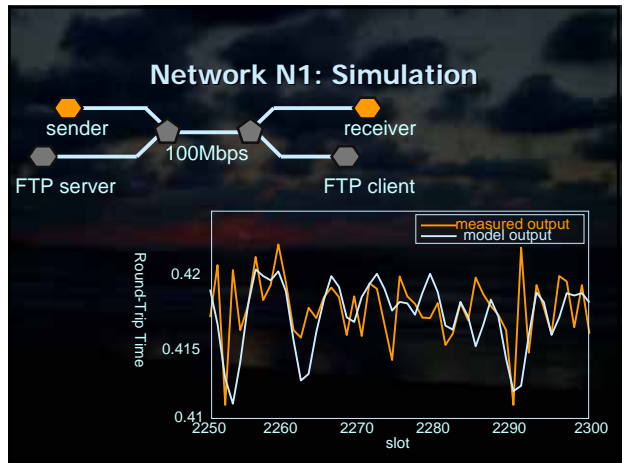 Network N1: Simulation
sender
receiver
100Mbps
FTP server
FTP client
measured output
model output
Round-Trip Time
0.42
0.415
0.41
2250
2260
2270
2280
2290
2300
slot